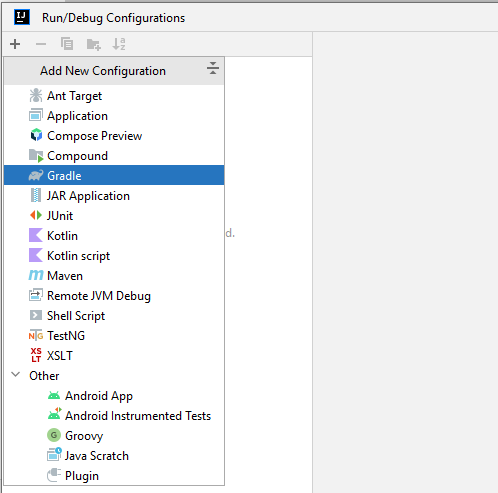 IJ
Run/Debug Configurations
Add New Configuration
Ant Target
Application
Compose Preview
Compound
Gradle
JAR Application
d.
JUnit
Kotlin
Kotlin script
Maven
Remote JVM Debug
Shell Script
TestNG
XSLT
Other
Android App
Android Instrumented Tests
Groovy
Java Scratch
Plugin